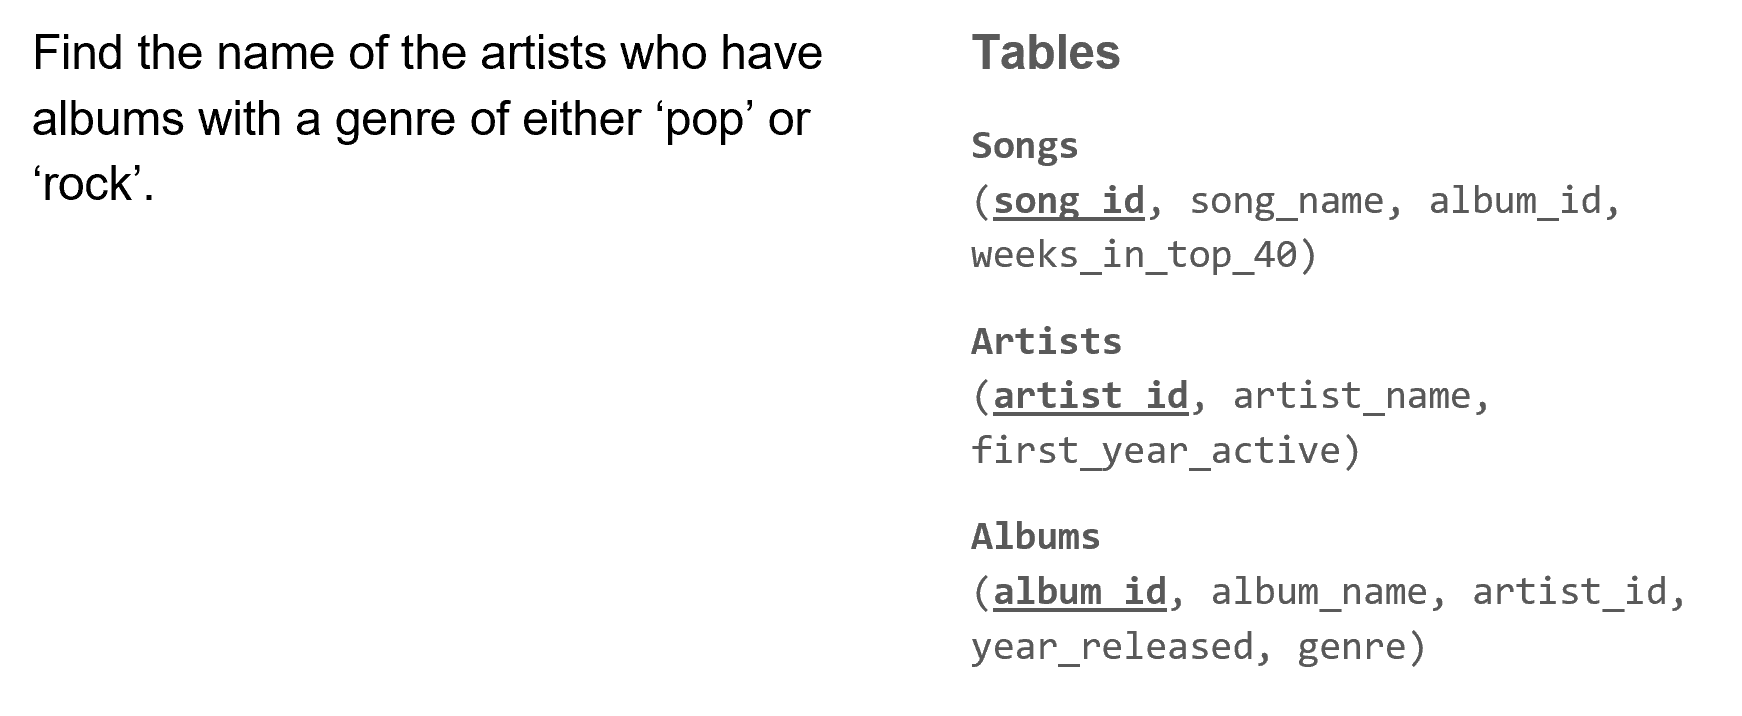 Find the name of the artists who have
albums with a genre of either ‘pop’ or
‘rock’.
Tables
Songs
(song_id, song_name, album_id,
weeks_in_top_40)
Artists
(artist_id, artist_name,
first_year_active)
Albums
(album_id, album_name, artist_id,
year_released, genre)